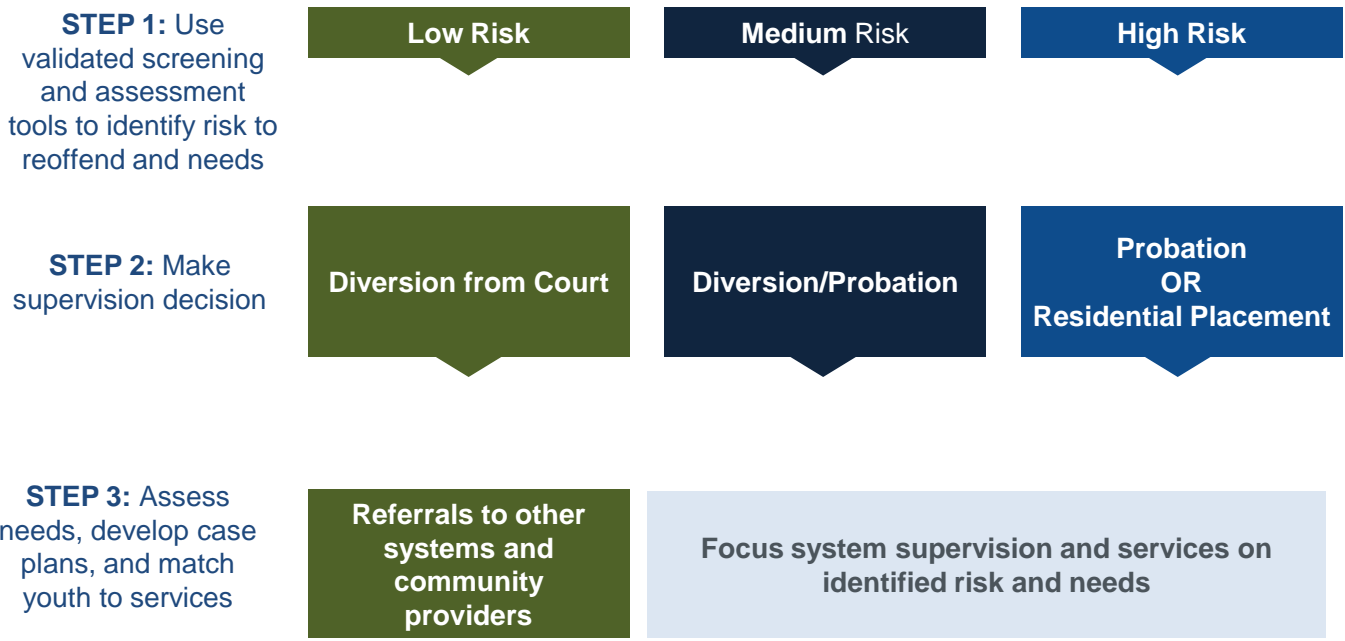 STEP 1: Use
validated screening
and assessment
tools to identify risk to
reoffend and needs
Low Risk
Medium Risk
High Risk
STEP 2: Make
supervision decision
Diversion from Court
Diversion/Probation
Probation
OR
Residential Placement
STEP 3: Assess
needs, develop case
plans, and match
youth to services
Referrals to other
systems and
community
providers
Focus system supervision and services on
identified risk and needs